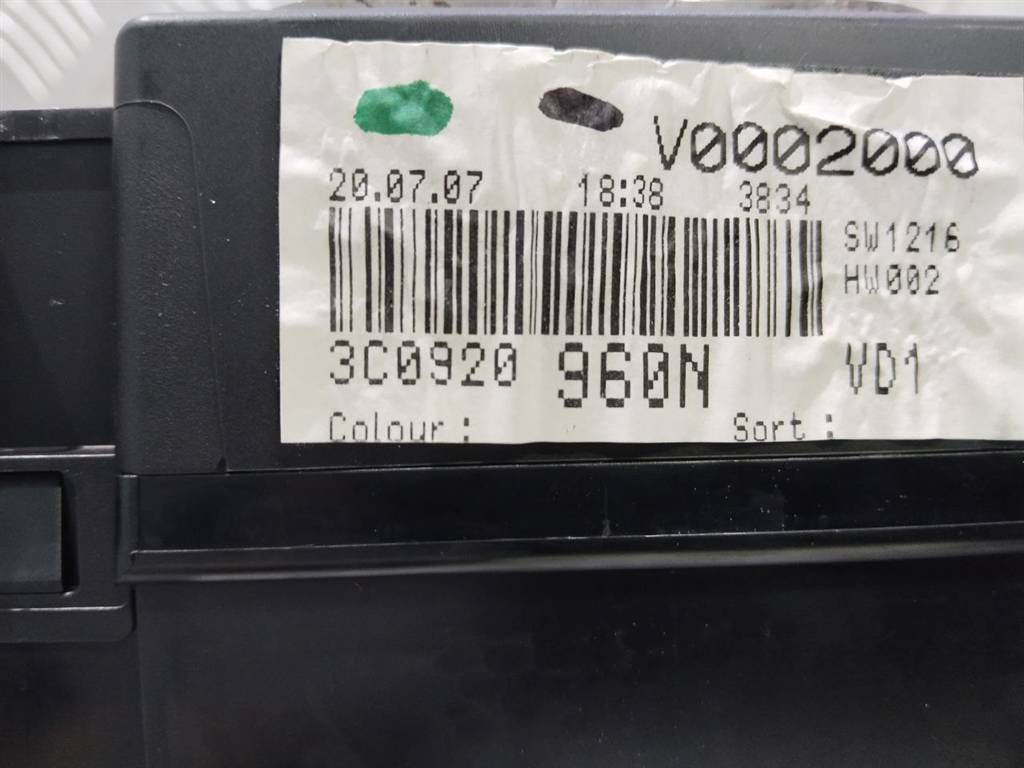 V0002000
20.07.07 18:38 3834
SW1216
HW002
3C0920 960N VD1
Colour: Sort: